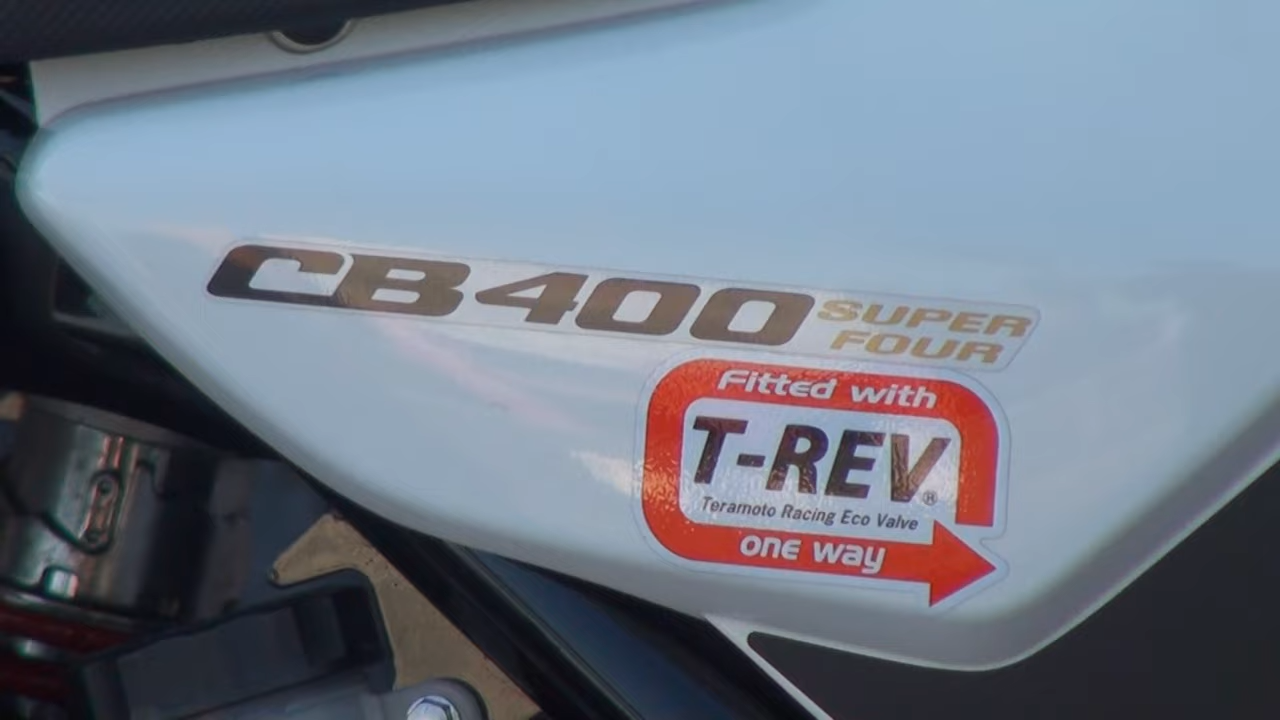 CB400 SUPER
FOUR
Fitted with
T-REV®
Teramoto Racing Eco Valve
one way